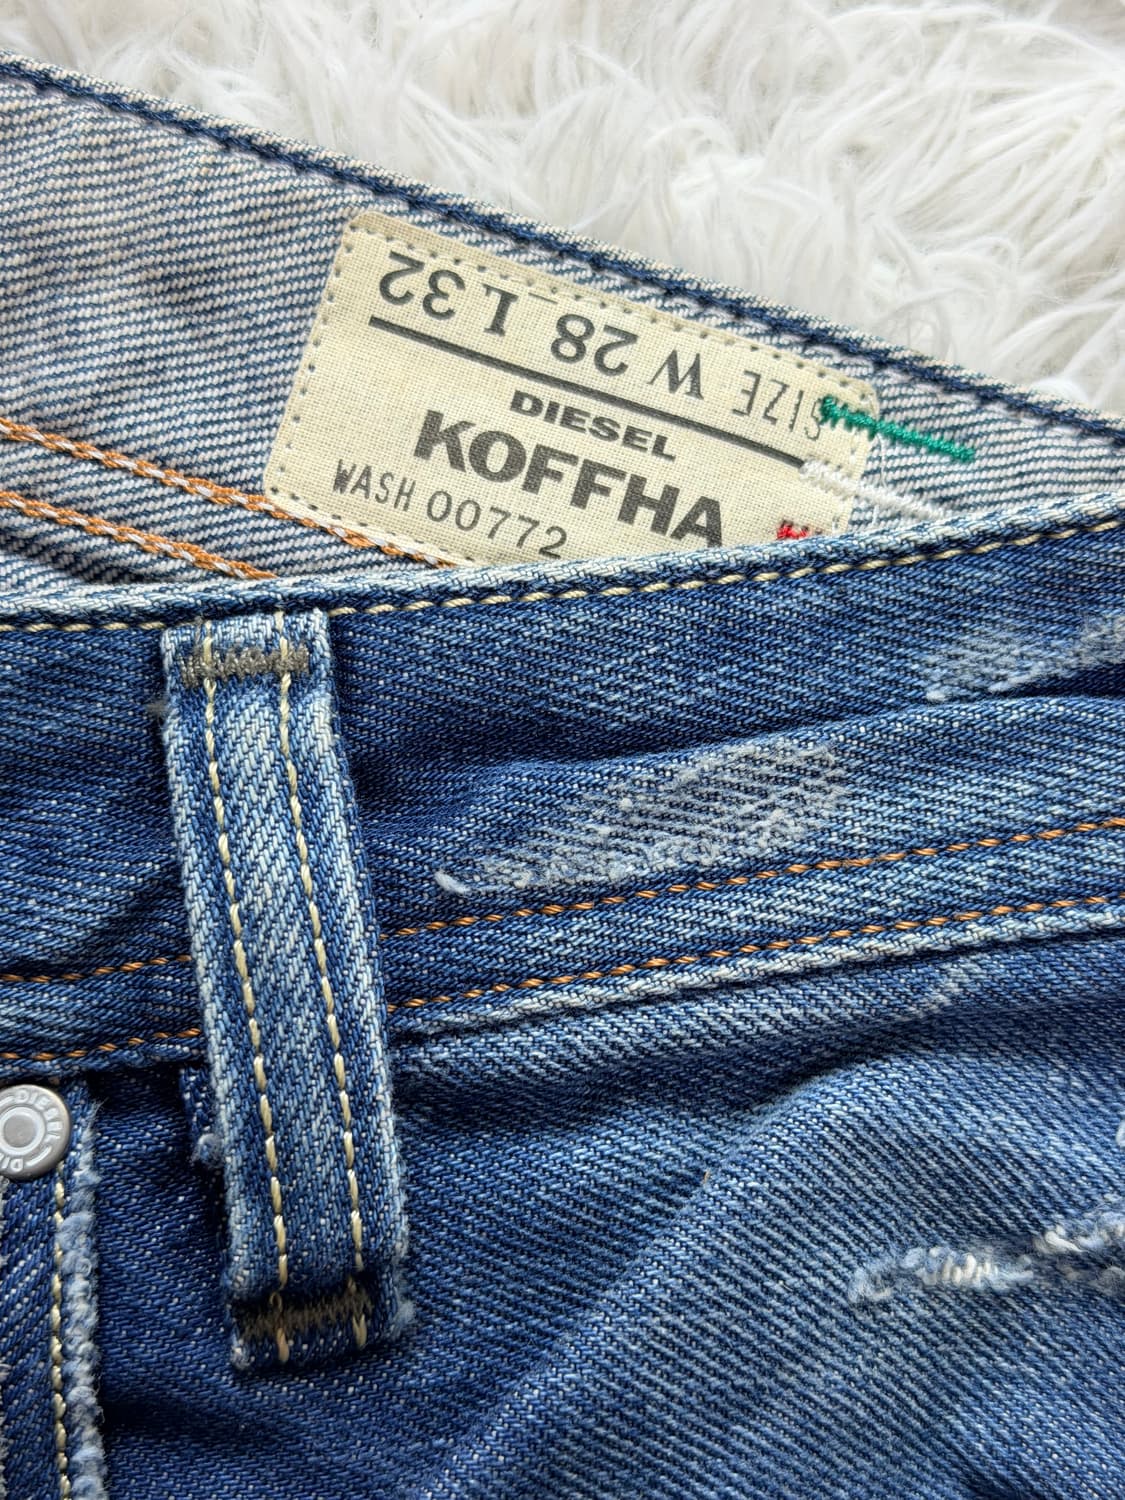 SIZE W 28 L 32
DIESEL
KOFFHA
WASH 00772
DIESEL